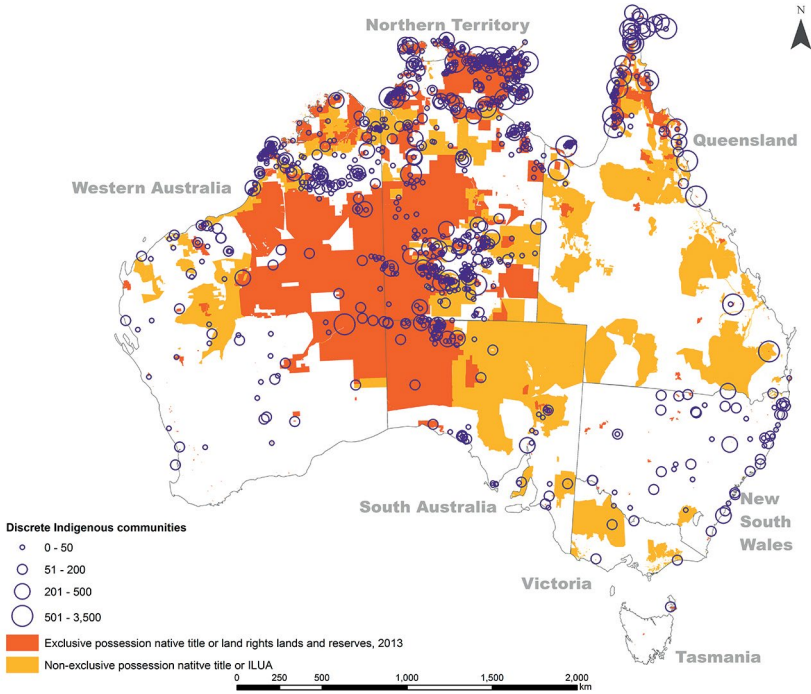 Northern Territory
N
Queensland
Western Australia
South Australia
New
South
Wales
Victoria
Tasmania
Discrete Indigenous communities
0 - 50
51 - 200
201 - 500
501 - 3,500
Exclusive possession native title or land rights lands and reserves, 2013
Non-exclusive possession native title or ILUA
0 500 1,000 1,500 2,000
km